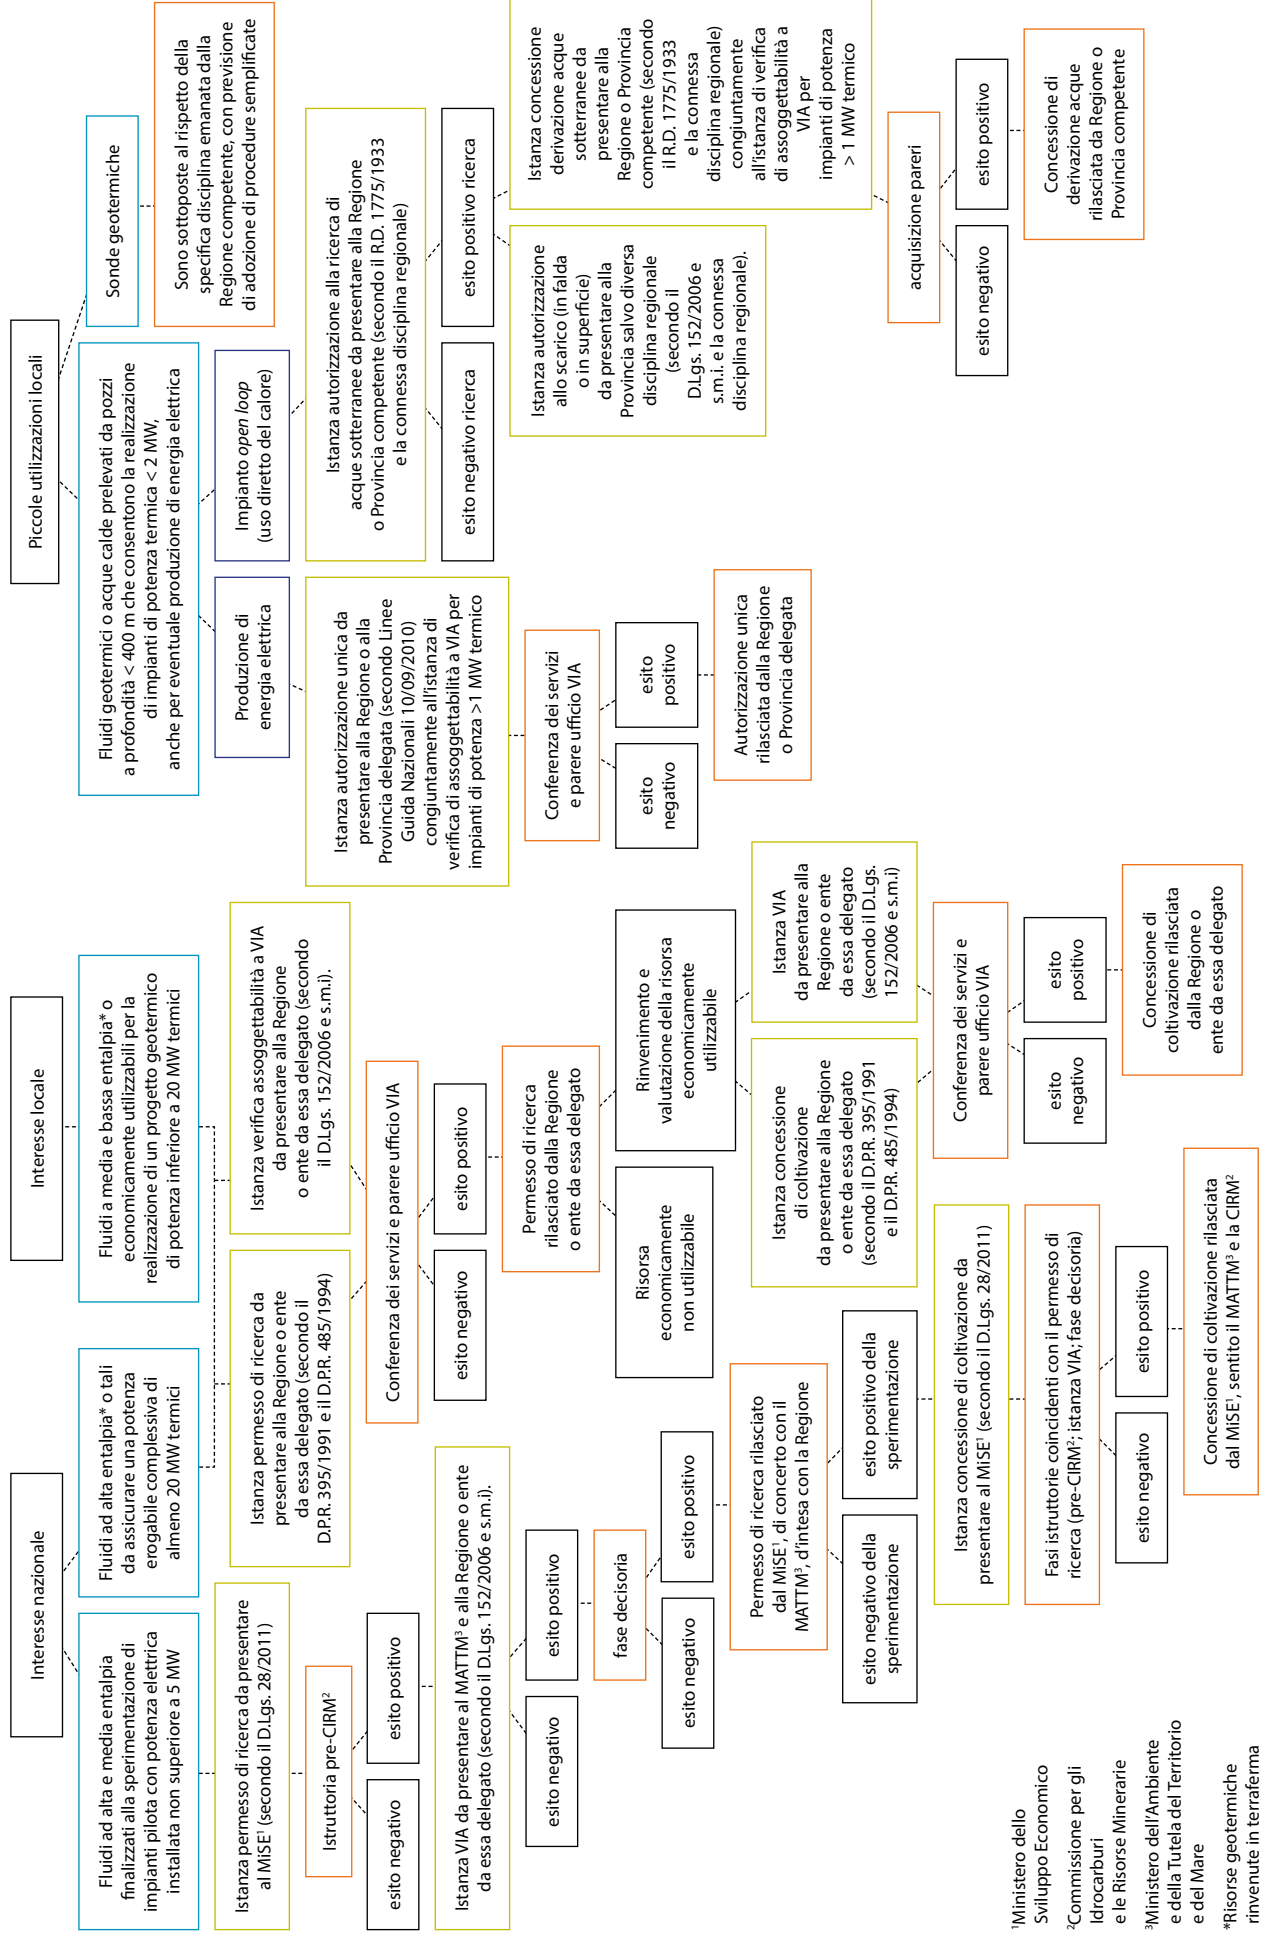 Interesse nazionale
Fluidi ad alta e media entalpia
finalizzati alla sperimentazione di
impianti pilota con potenza elettrica
installata non superiore a 5 MW
Istanza permesso di ricerca da presentare
al MiSE¹ (secondo il D.Lgs. 28/2011)
Istruttoria pre-CIRM²
esito negativo
esito positivo
Istanza VIA da presentare al MATTM³ e alla Regione o ente
da essa delegato (secondo il D.Lgs. 152/2006 e s.m.i).
esito negativo
esito positivo
fase decisoria
esito negativo
esito positivo
Permesso di ricerca rilasciato
dal MiSE¹, di concerto con il
MATTM³, d'intesa con la Regione
esito negativo della
sperimentazione
esito positivo della
sperimentazione
Istanza concessione di coltivazione da
presentare al MiSE¹ (secondo il D.Lgs. 28/2011)
Fasi istruttorie coincidenti con il permesso di
ricerca (pre-CIRM²; istanza VIA; fase decisoria)
esito negativo
esito positivo
Concessione di coltivazione rilasciata
dal MiSE¹, sentito il MATTM³ e la CIRM²
Fluidi ad alta entalpia* o tali
da assicurare una potenza
erogabile complessiva di
almeno 20 MW termici
Interesse locale
Fluidi a media e bassa entalpia* o
economicamente utilizzabili per la
realizzazione di un progetto geotermico
di potenza inferiore a 20 MW termici
Istanza permesso di ricerca da
presentare alla Regione o ente
da essa delegato (secondo il
D.P.R. 395/1991 e il D.P.R. 485/1994)
Istanza verifica assoggettabilità a VIA
da presentare alla Regione
o ente da essa delegato (secondo
il D.Lgs. 152/2006 e s.m.i).
Conferenza dei servizi e parere ufficio VIA
esito negativo
esito positivo
Permesso di ricerca
rilasciato dalla Regione
o ente da essa delegato
Risorsa
economicamente
non utilizzabile
Rinvenimento e
valutazione della risorsa
economicamente
utilizzabile
Istanza concessione
di coltivazione
da presentare alla Regione
o ente da essa delegato
(secondo il D.P.R. 395/1991
e il D.P.R. 485/1994)
Istanza VIA
da presentare alla
Regione o ente
da essa delegato
(secondo il D.Lgs.
152/2006 e s.m.i)
Conferenza dei servizi e
parere ufficio VIA
esito
negativo
esito
positivo
Concessione di
coltivazione rilasciata
dalla Regione o
ente da essa delegato
Piccole utilizzazioni locali
Fluidi geotermici o acque calde prelevati da pozzi
a profondità < 400 m che consentono la realizzazione
di impianti di potenza termica < 2 MW,
anche per eventuale produzione di energia elettrica
Sonde geotermiche
Sono sottoposte al rispetto della
specifica disciplina emanata dalla
Regione competente, con previsione
di adozione di procedure semplificate
Produzione di
energia elettrica
Impianto open loop
(uso diretto del calore)
Istanza autorizzazione unica da
presentare alla Regione o alla
Provincia delegata (secondo Linee
Guida Nazionali 10/09/2010)
congiuntamente all'istanza di
verifica di assoggettabilità a VIA per
impianti di potenza >1 MW termico
Conferenza dei servizi
e parere ufficio VIA
esito
negativo
esito
positivo
Autorizzazione unica
rilasciata dalla Regione
o Provincia delegata
Istanza autorizzazione alla ricerca di
acque sotterranee da presentare alla Regione
o Provincia competente (secondo il R.D. 1775/1933
e la connessa disciplina regionale)
esito negativo ricerca
esito positivo ricerca
Istanza autorizzazione
allo scarico (in falda
o in superficie)
da presentare alla
Provincia salvo diversa
disciplina regionale
(secondo il
D.Lgs. 152/2006 e
s.m.i. e la connessa
disciplina regionale).
Istanza concessione
derivazione acque
sotterranee da
presentare alla
Regione o Provincia
competente (secondo
il R.D. 1775/1933
e la connessa
disciplina regionale)
congiuntamente
all'istanza di verifica
di assoggettabilità a
VIA per
impianti di potenza
> 1 MW termico
acquisizione pareri
esito negativo
esito positivo
Concessione di
derivazione acque
rilasciata da Regione o
Provincia competente
¹Ministero dello
Sviluppo Economico
²Commissione per gli
Idrocarburi
e le Risorse Minerarie
³Ministero dell'Ambiente
e della Tutela del Territorio
e del Mare
*Risorse geotermiche
rinvenute in terraferma